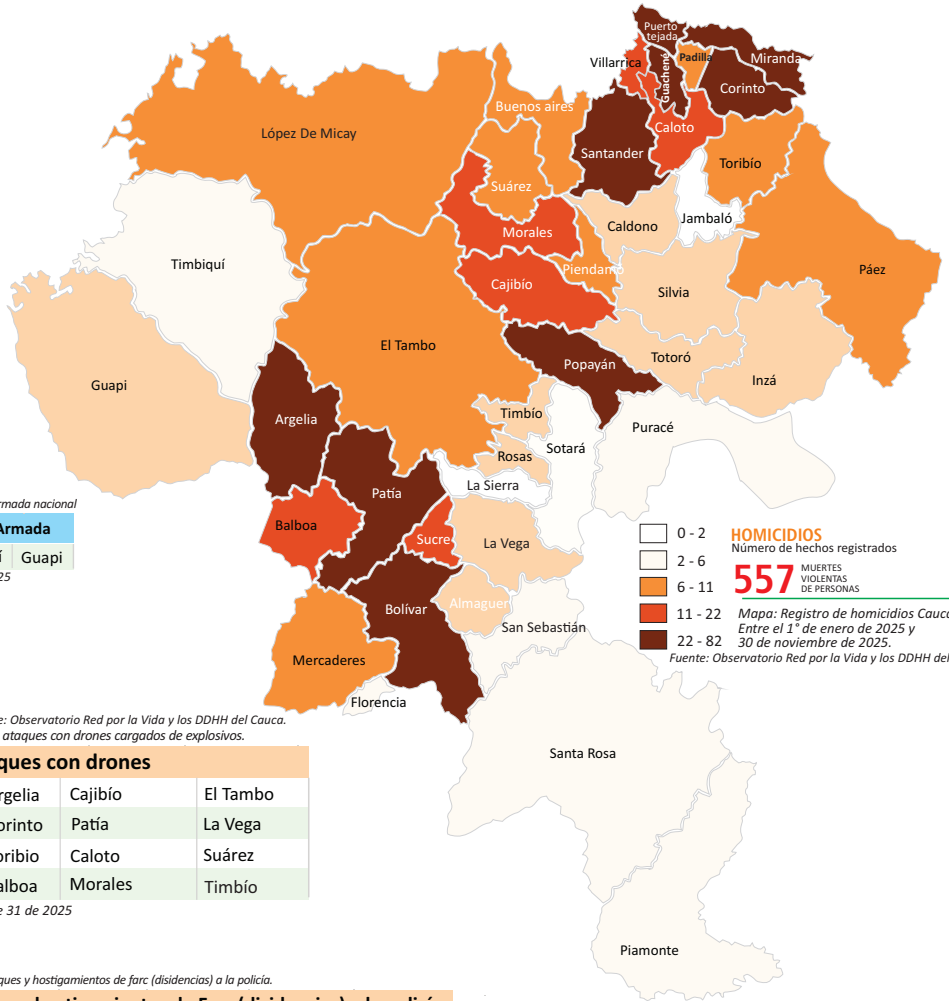 Puerto
tejada
Villarrica
Guachené
Padilla
Miranda
Corinto
Buenos aires
López De Micay
Caloto
Santander
Toribío
Suárez
Jambaló
Caldono
Morales
Timbiquí
Piendamó
Páez
Cajibío
Silvia
El Tambo
Totoró
Popayán
Inzá
Guapi
Timbío
Argelia
Puracé
Sotará
Rosas
La Sierra
Patía
Balboa
Sucre
La Vega
Almaguer
Bolívar
San Sebastián
Mercaderes
Florencia
Santa Rosa
Piamonte
0 - 2
2 - 6
6 - 11
11 - 22
22 - 82
HOMICIDIOS
Número de hechos registrados
557 MUERTES
VIOLENTAS
DE PERSONAS
Mapa: Registro de homicidios Cauca
Entre el 1° de enero de 2025 y
30 de noviembre de 2025.
Fuente: Observatorio Red por la Vida y los DDHH del
rmada nacional
Armada
Guapi
25
e: Observatorio Red por la Vida y los DDHH del Cauca.
ataques con drones cargados de explosivos.
ques con drones
rgelia Cajibío El Tambo
orinto Patía La Vega
oribio Caloto Suárez
alboa Morales Timbío
e 31 de 2025
ques y hostigamientos de farc (disidencias) a la policía.